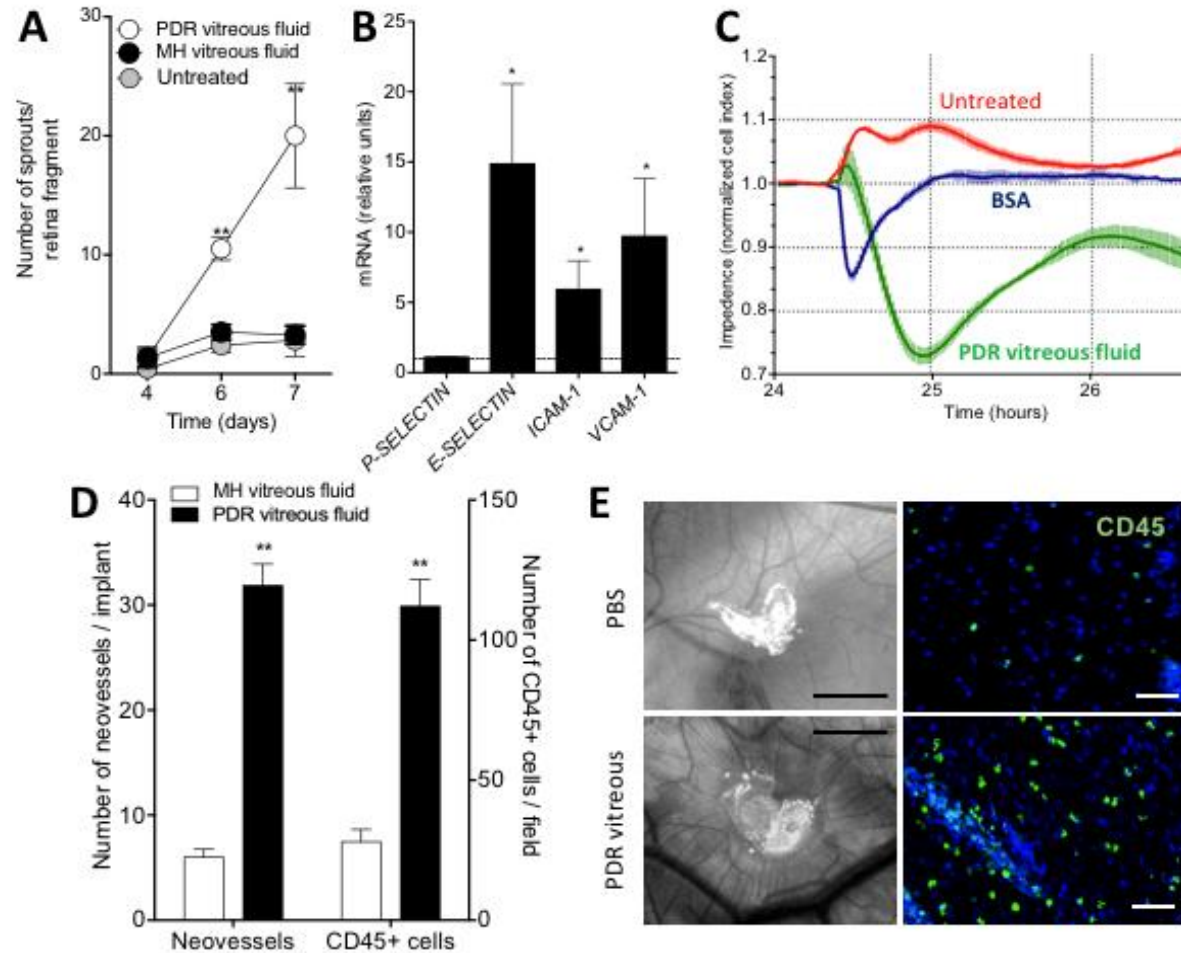 A
30
20
10
0
Number of sprouts/
retina fragment
PDR vitreous fluid
MH vitreous fluid
Untreated
**
**
4 6 7
Time (days)
B
25
20
15
10
5
0
mRNA (relative units)
* * * *
P-SELECTIN
E-SELECTIN
ICAM-1
VCAM-1
C
1.2
1.1
1.0
0.9
0.8
0.7
Impedence (normalized cell index)
Untreated
BSA
PDR vitreous fluid
24 25 26
Time (hours)
D
MH vitreous fluid
PDR vitreous fluid
40
30
20
10
0
Number of neovessels / implant
** **
150
100
50
0
Number of CD45+ cells / field
Neovessels CD45+ cells
E
PBS
PDR vitreous
CD45